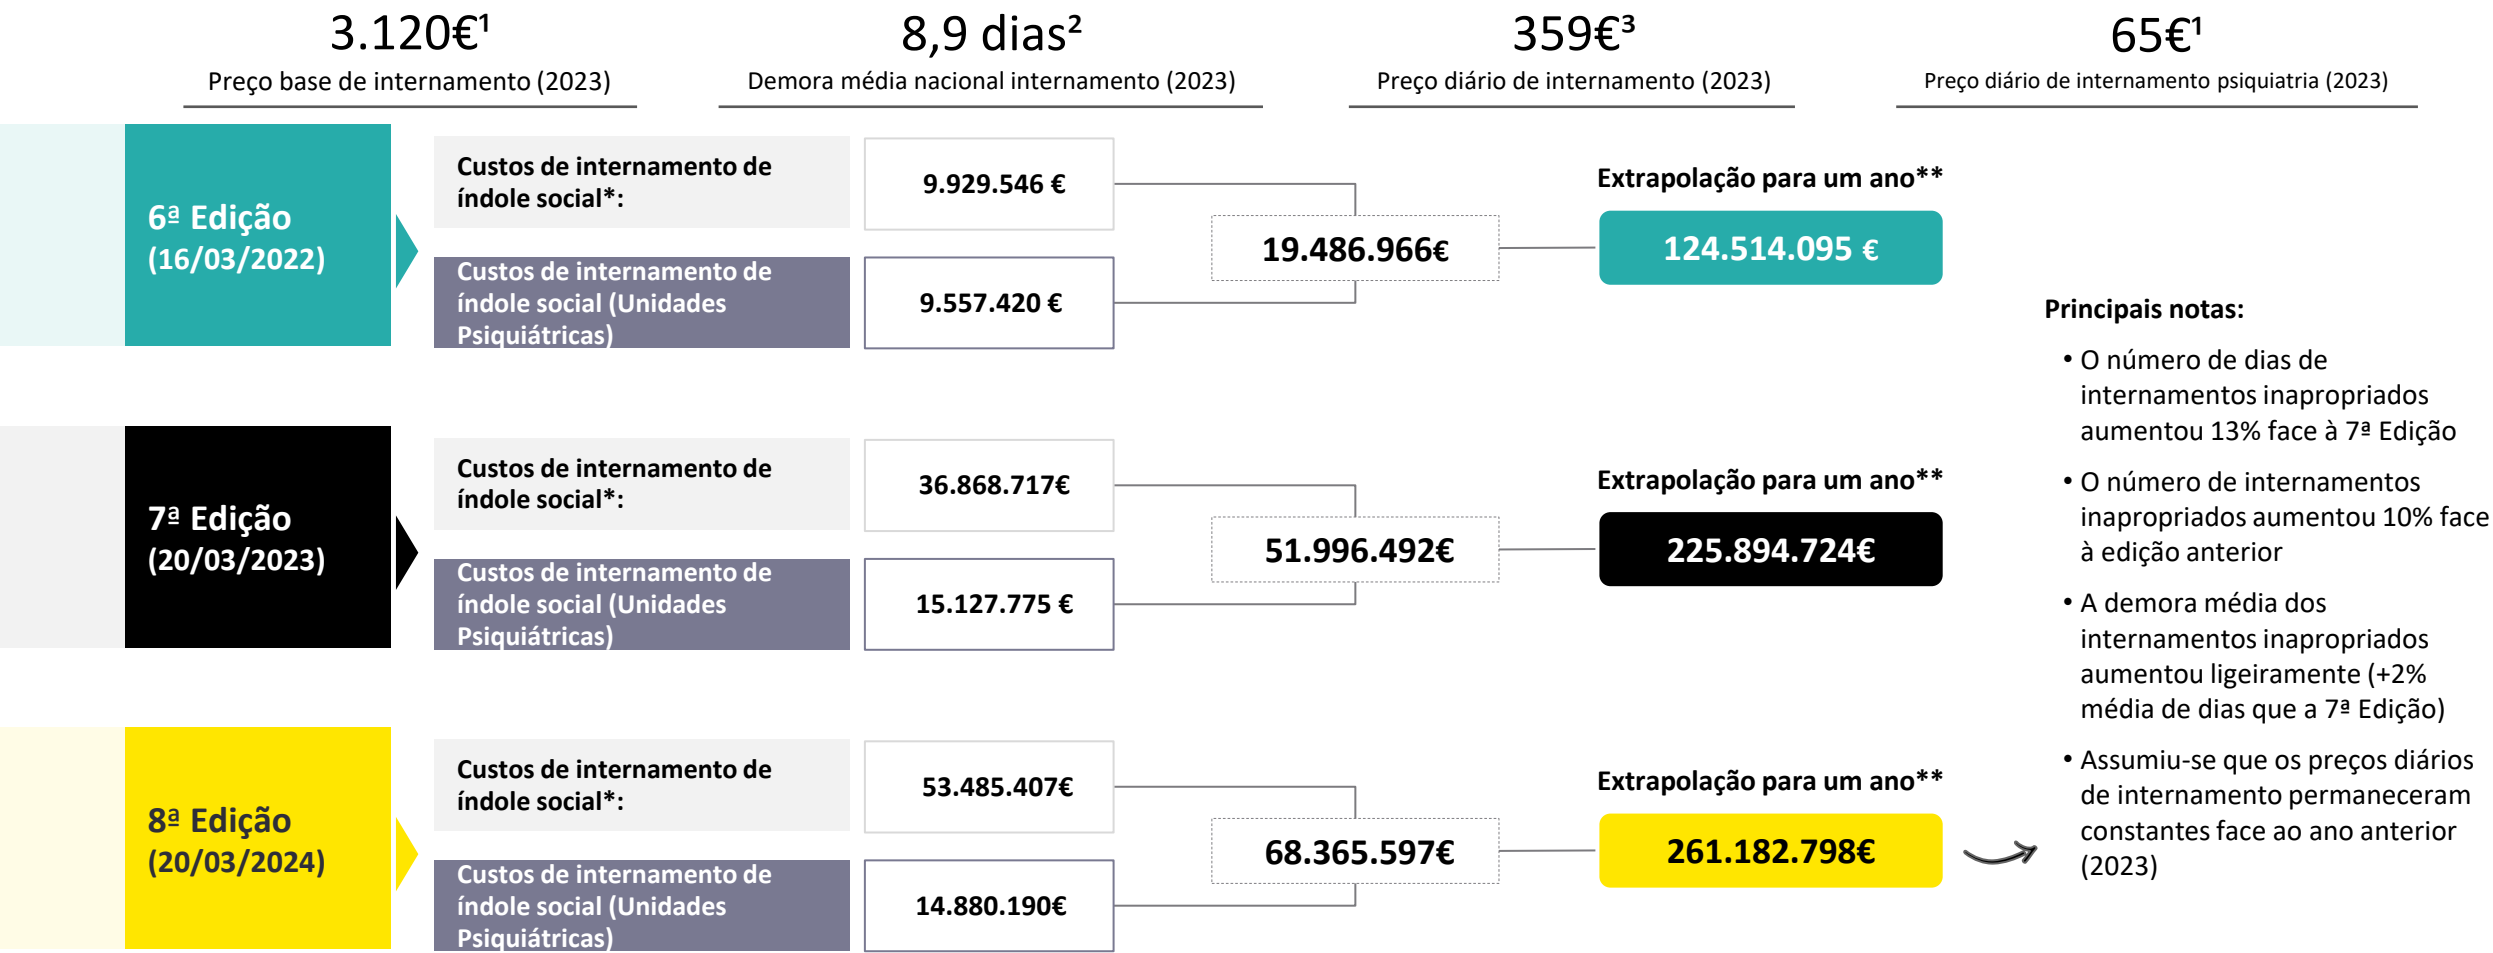 3.120€¹
Preço base de internamento (2023)
8,9 dias²
Demora média nacional internamento (2023)
359€³
Preço diário de internamento (2023)
65€¹
Preço diário de internamento psiquiatria (2023)
6ª Edição
(16/03/2022)
Custos de internamento de
índole social*:
9.929.546 €
Custos de internamento de
índole social (Unidades
Psiquiátricas)
9.557.420 €
19.486.966€
Extrapolação para um ano**
124.514.095 €
7ª Edição
(20/03/2023)
Custos de internamento de
índole social*:
36.868.717€
Custos de internamento de
índole social (Unidades
Psiquiátricas)
15.127.775 €
51.996.492€
Extrapolação para um ano**
225.894.724€
8ª Edição
(20/03/2024)
Custos de internamento de
índole social*:
53.485.407€
Custos de internamento de
índole social (Unidades
Psiquiátricas)
14.880.190€
68.365.597€
Extrapolação para um ano**
261.182.798€
Principais notas:
• O número de dias de
internamentos inapropriados
aumentou 13% face à 7ª Edição
• O número de internamentos
inapropriados aumentou 10% face
à edição anterior
• A demora média dos
internamentos inapropriados
aumentou ligeiramente (+2%
média de dias que a 7ª Edição)
• Assumiu-se que os preços diários
de internamento permaneceram
constantes face ao ano anterior
(2023)